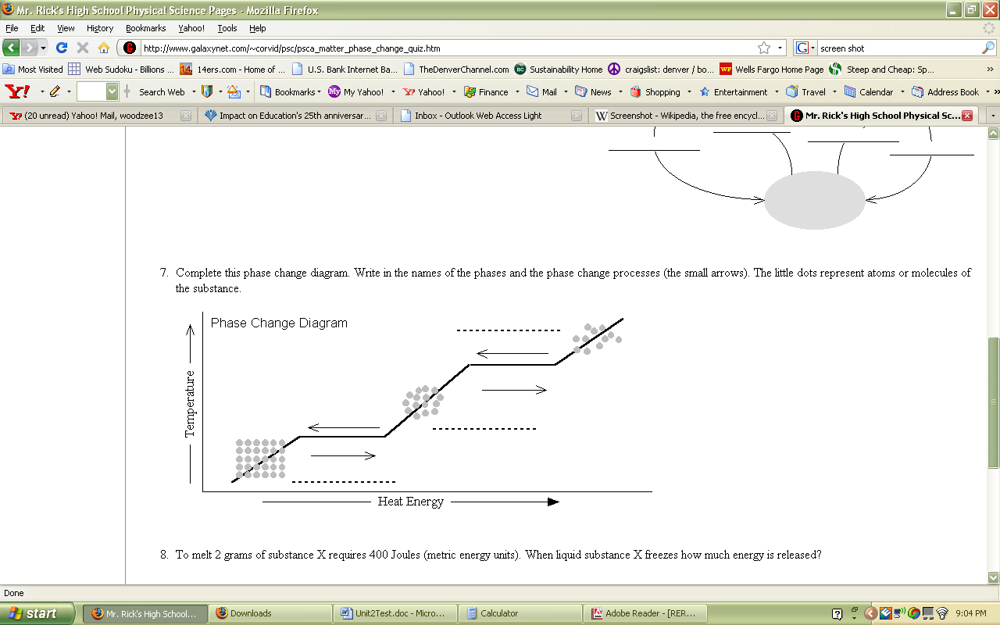 Mr. Rick's High School Physical Science Pages - Mozilla Firefox
File Edit View History Bookmarks Yahoo! Tools Help
http://www.galaxynet.com/~corvid/psc/psca_matter_phase_change_quiz.htm
G screen shot
Most Visited Web Sudoku - Billions ... 14ers.com - Home of ... U.S. Bank Internet Ba... TheDenverChannel.com Sustainability Home craigslist: denver / bo... Wells Fargo Home Page Steep and Cheap: Sp... »
Y! Search Web Bookmarks My Yahoo! Yahoo! Finance Mail News Shopping Entertainment Travel Calendar Address Book »
(20 unread) Yahoo! Mail, woodzee13 Impact on Education's 25th anniversar... Inbox - Outlook Web Access Light W Screenshot - Wikipedia, the free encycl... Mr. Rick's High School Physical Sc...
7. Complete this phase change diagram. Write in the names of the phases and the phase change processes (the small arrows). The little dots represent atoms or molecules of
the substance.
Phase Change Diagram
Temperature
Heat Energy
8. To melt 2 grams of substance X requires 400 Joules (metric energy units). When liquid substance X freezes how much energy is released?
Done
start Mr. Rick's High School... Downloads Unit2Test.doc - Micro... Calculator Adobe Reader - [RER... 9:04 PM